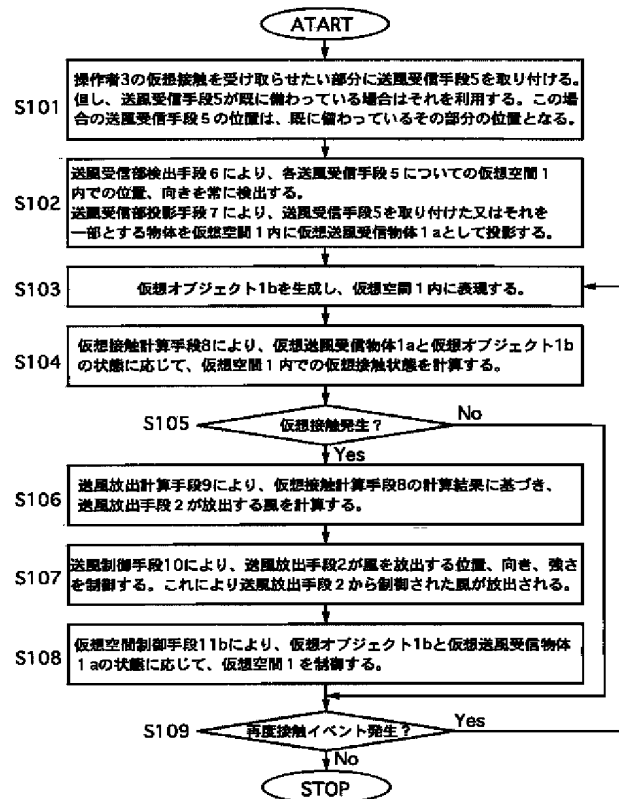 ATART
S101
操作者3の仮想接触を受け取らせたい部分に送風受信手段5を取り付ける。
但し、送風受信手段5が既に備わっている場合はそれを利用する。この場
合の送風受信手段5の位置は、既に備わっているその部分の位置となる。
S102
送風受信部検出手段6により、各送風受信手段5についての仮想空間1
内での位置、向きを常に検出する。
送風受信部投影手段7により、送風受信手段5を取り付けた又はそれを
一部とする物体を仮想空間1内に仮想送風受信物体1aとして投影する。
S103
仮想オブジェクト1bを生成し、仮想空間1内に表現する。
S104
仮想接触計算手段8により、仮想送風受信物体1aと仮想オブジェクト1b
の状態に応じて、仮想空間1内での仮想接触状態を計算する。
S105
仮想接触発生?
No
Yes
S106
送風放出計算手段9により、仮想接触計算手段8の計算結果に基づき、
送風放出手段2が放出する風を計算する。
S107
送風制御手段10により、送風放出手段2が風を放出する位置、向き、強さ
を制御する。これにより送風放出手段2から制御された風が放出される。
S108
仮想空間制御手段11bにより、仮想オブジェクト1bと仮想送風受信物体
1aの状態に応じて、仮想空間1を制御する。
S109
再度接触イベント発生?
Yes
No
STOP